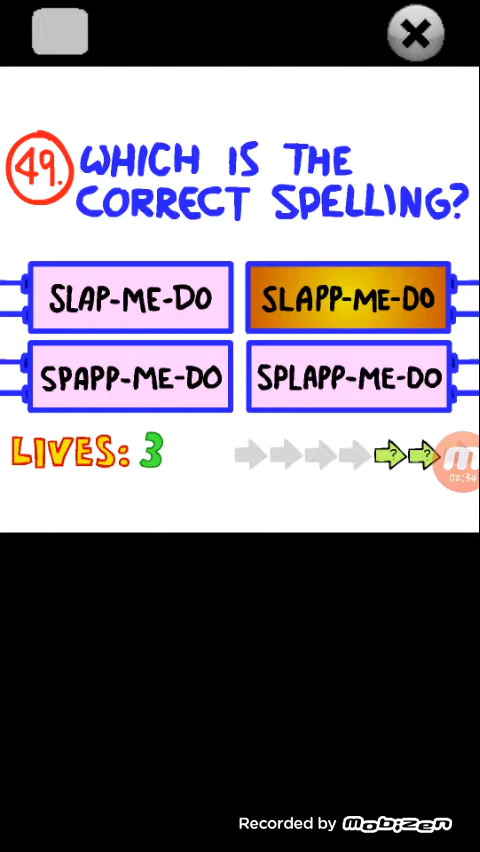 49. WHICH IS THE
CORRECT SPELLING?
SLAP-ME-DO
SLAPP-ME-DO
SPAPP-ME-DO
SPLAPP-ME-DO
LIVES: 3
? ?
02:34
Recorded by Mobizen